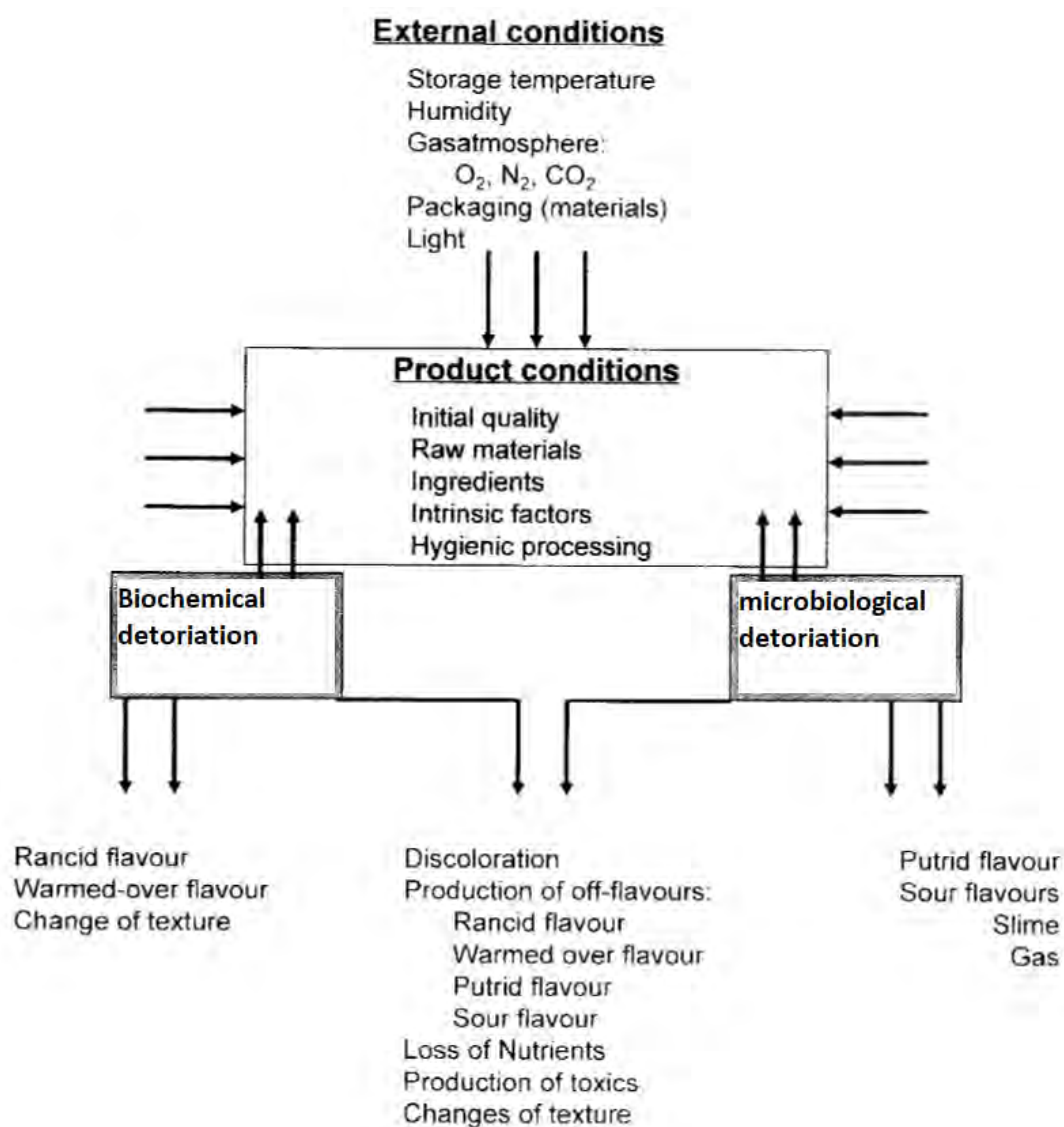 External conditions
Storage temperature
Humidity
Gasatmosphere:
O₂, N₂, CO₂
Packaging (materials)
Light
Product conditions
Initial quality
Raw materials
Ingredients
Intrinsic factors
Hygienic processing
Biochemical
detoriation
microbiological
detoriation
Rancid flavour
Warmed-over flavour
Change of texture
Discoloration
Production of off-flavours:
Rancid flavour
Warmed over flavour
Putrid flavour
Sour flavour
Loss of Nutrients
Production of toxics
Changes of texture
Putrid flavour
Sour flavours
Slime
Gas